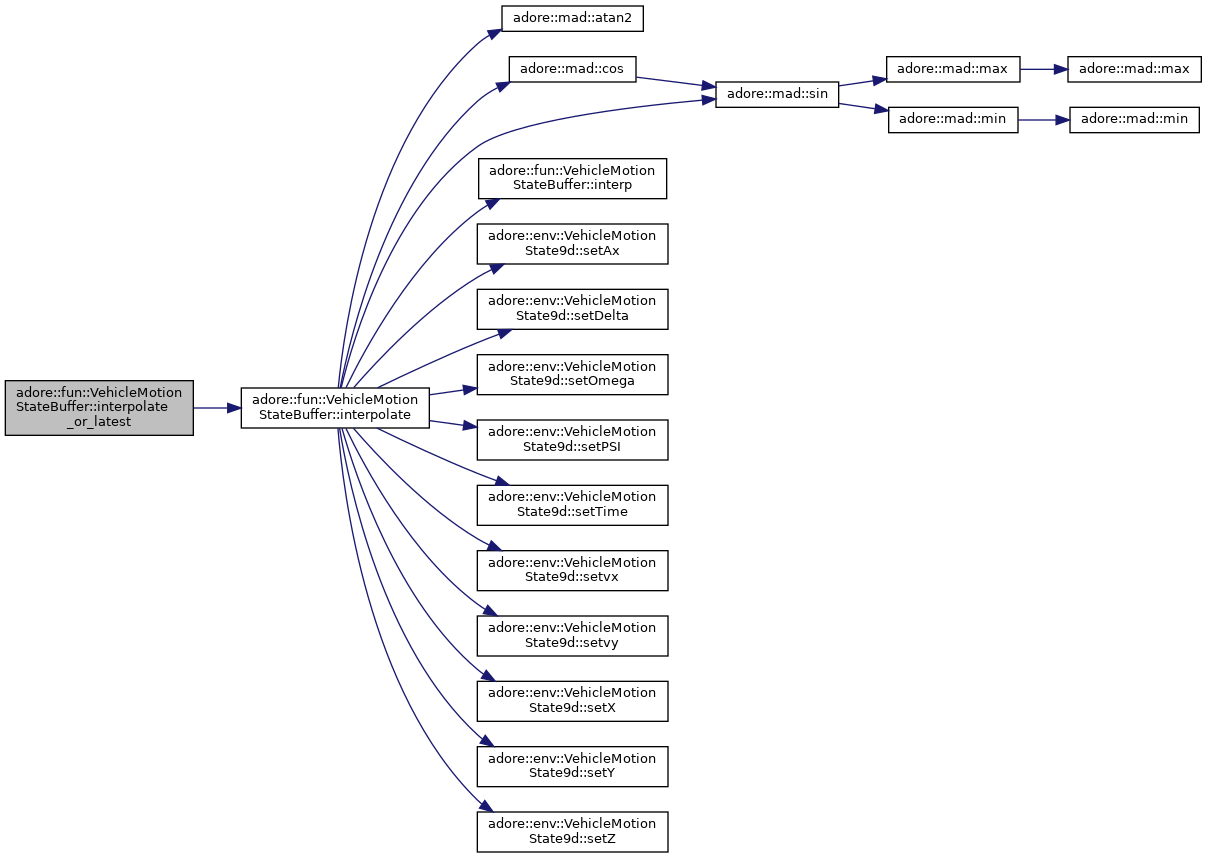 adore::mad::atan2
adore::mad::cos
adore::mad::max
adore::mad::max
adore::mad::sin
adore::mad::min
adore::mad::min
adore::fun::VehicleMotion
StateBuffer::interp
adore::env::VehicleMotion
State9d::setAx
adore::env::VehicleMotion
State9d::setDelta
adore::env::VehicleMotion
State9d::setOmega
adore::fun::VehicleMotion
StateBuffer::interpolate
_or_latest
adore::fun::VehicleMotion
StateBuffer::interpolate
adore::env::VehicleMotion
State9d::setPSI
adore::env::VehicleMotion
State9d::setTime
adore::env::VehicleMotion
State9d::setvx
adore::env::VehicleMotion
State9d::setvy
adore::env::VehicleMotion
State9d::setX
adore::env::VehicleMotion
State9d::setY
adore::env::VehicleMotion
State9d::setZ